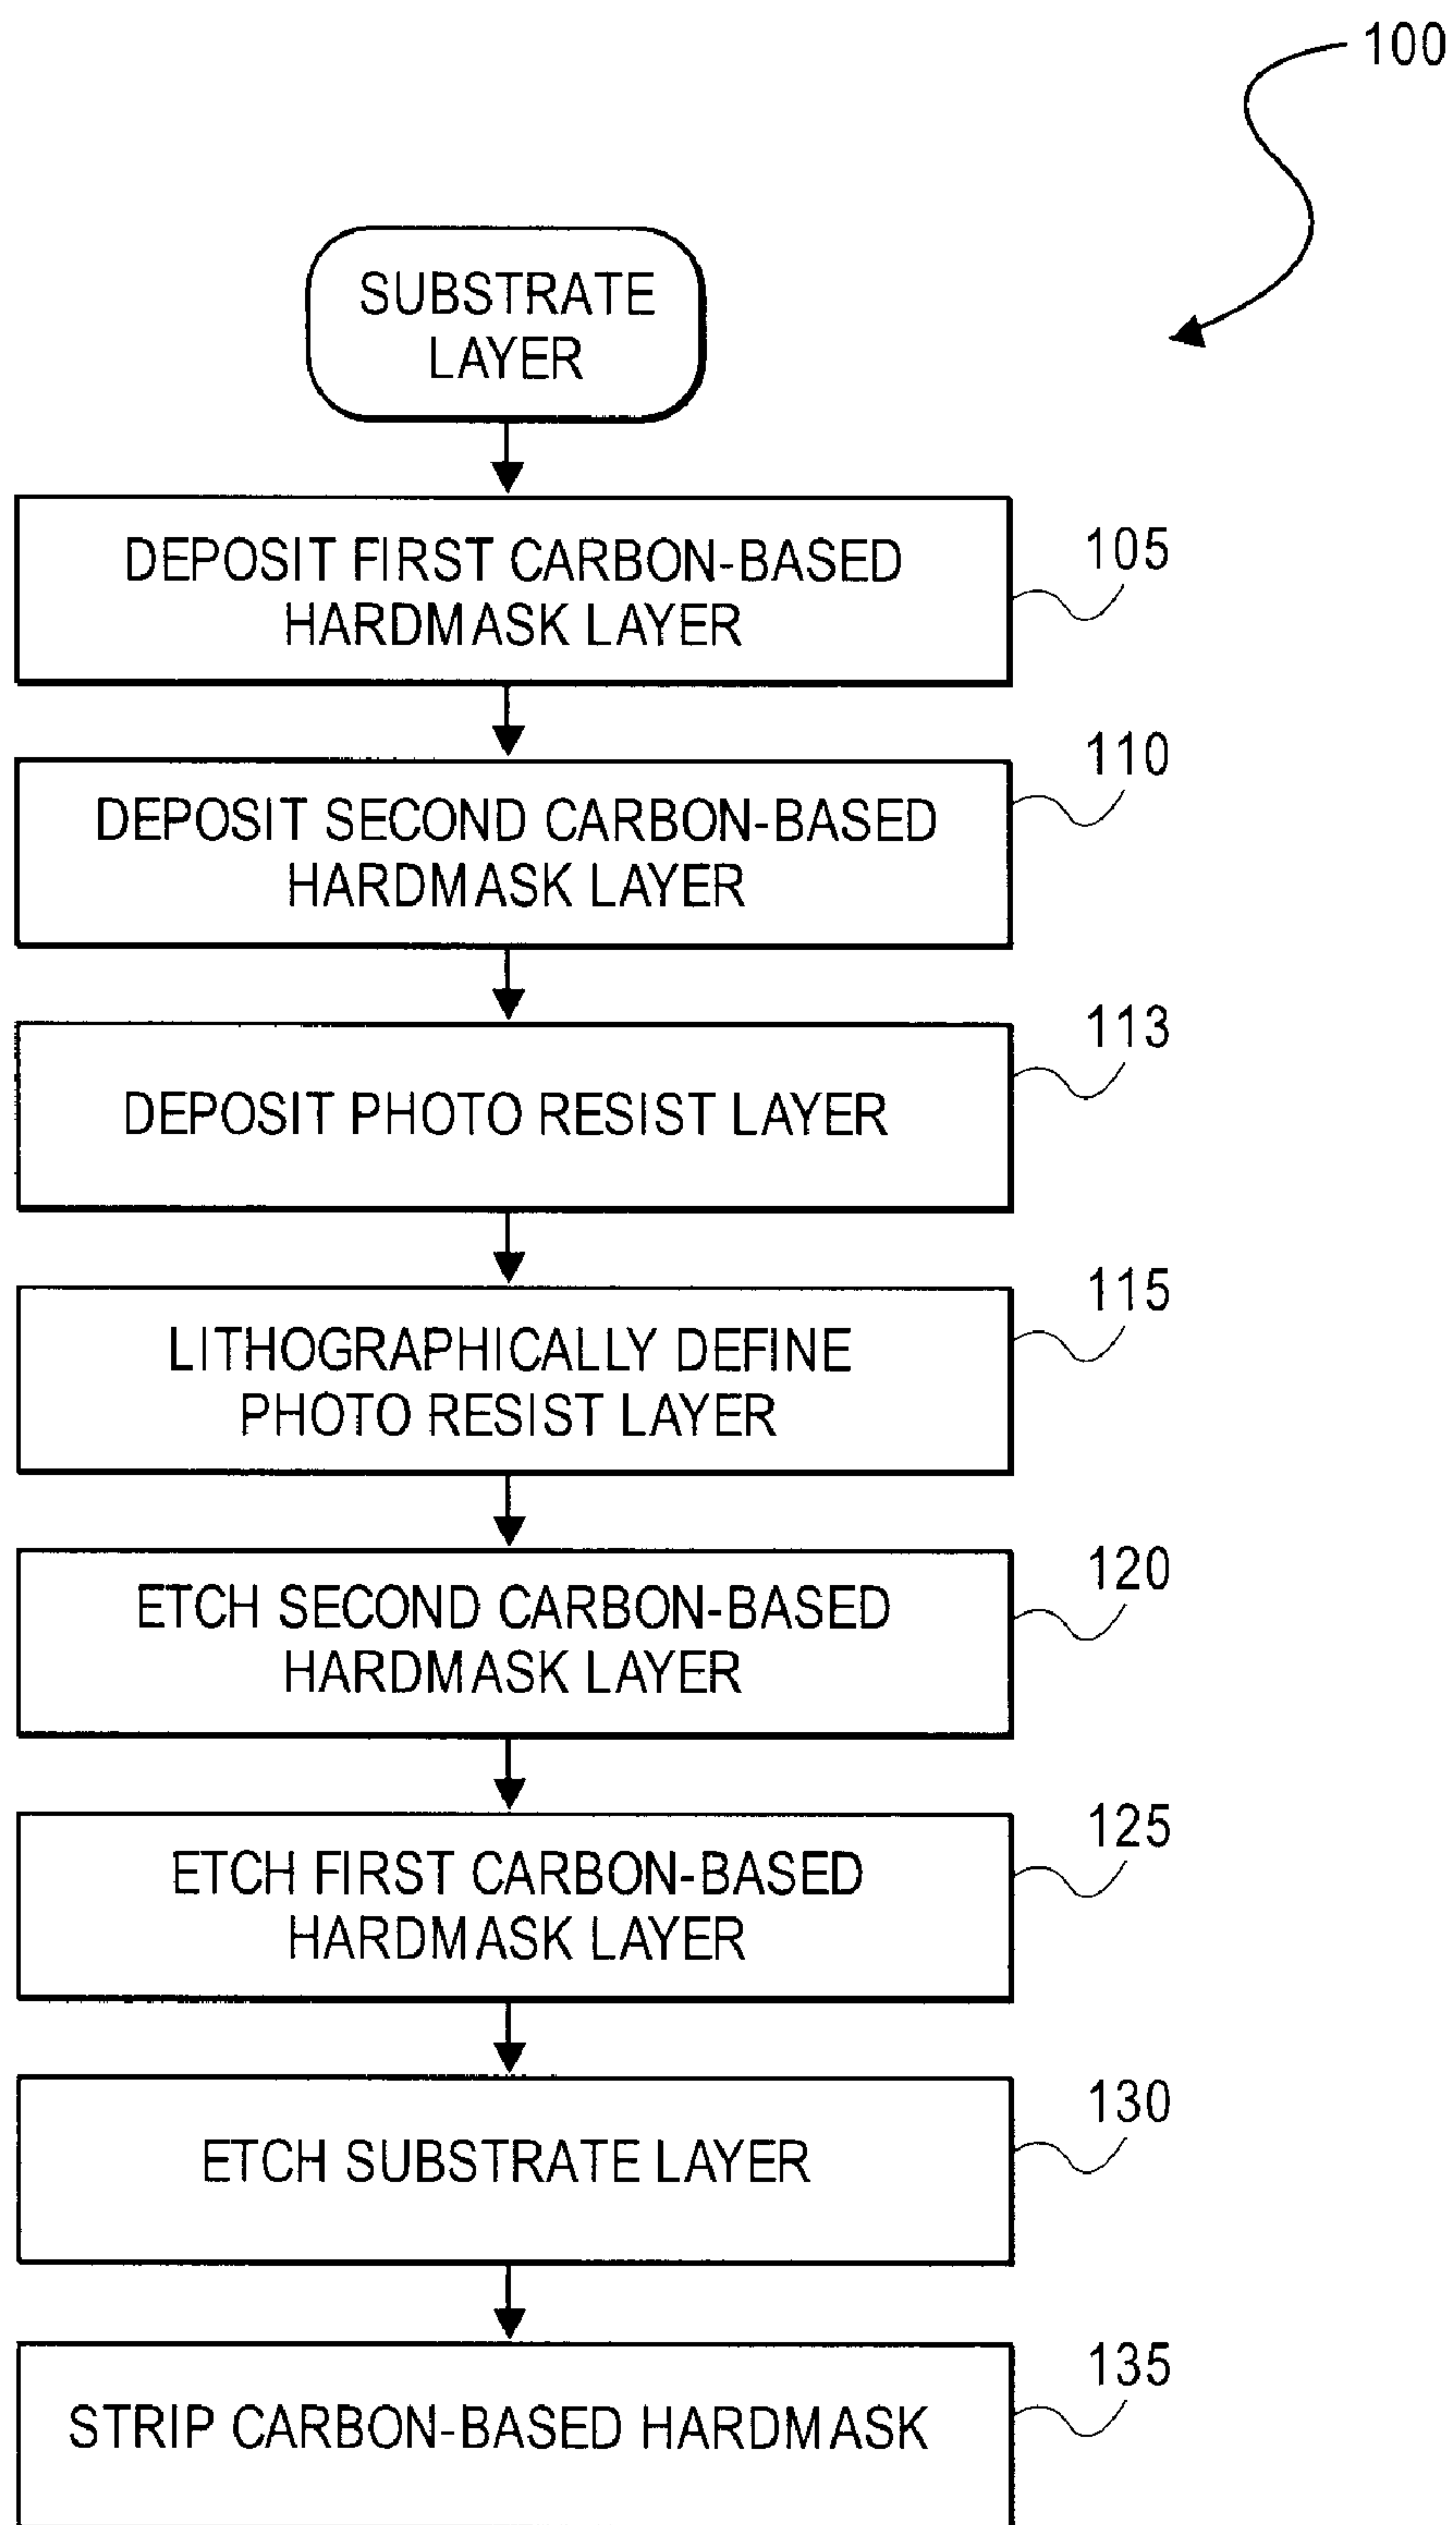 100
SUBSTRATE
LAYER
DEPOSIT FIRST CARBON-BASED
HARDMASK LAYER
105
DEPOSIT SECOND CARBON-BASED
HARDMASK LAYER
110
DEPOSIT PHOTO RESIST LAYER
113
LITHOGRAPHICALLY DEFINE
PHOTO RESIST LAYER
115
ETCH SECOND CARBON-BASED
HARDMASK LAYER
120
ETCH FIRST CARBON-BASED
HARDMASK LAYER
125
ETCH SUBSTRATE LAYER
130
STRIP CARBON-BASED HARDMASK
135